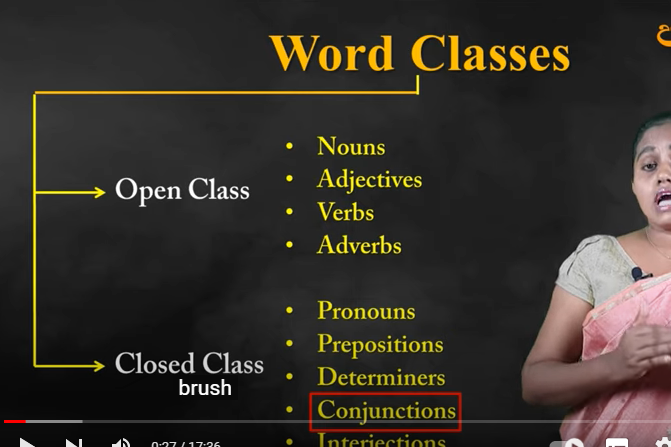 Word Classes
Open Class
• Nouns
• Adjectives
• Verbs
• Adverbs
Closed Class
• Pronouns
• Prepositions
• Determiners
• Conjunctions
• Interjections
brush
0:27 / 17:36